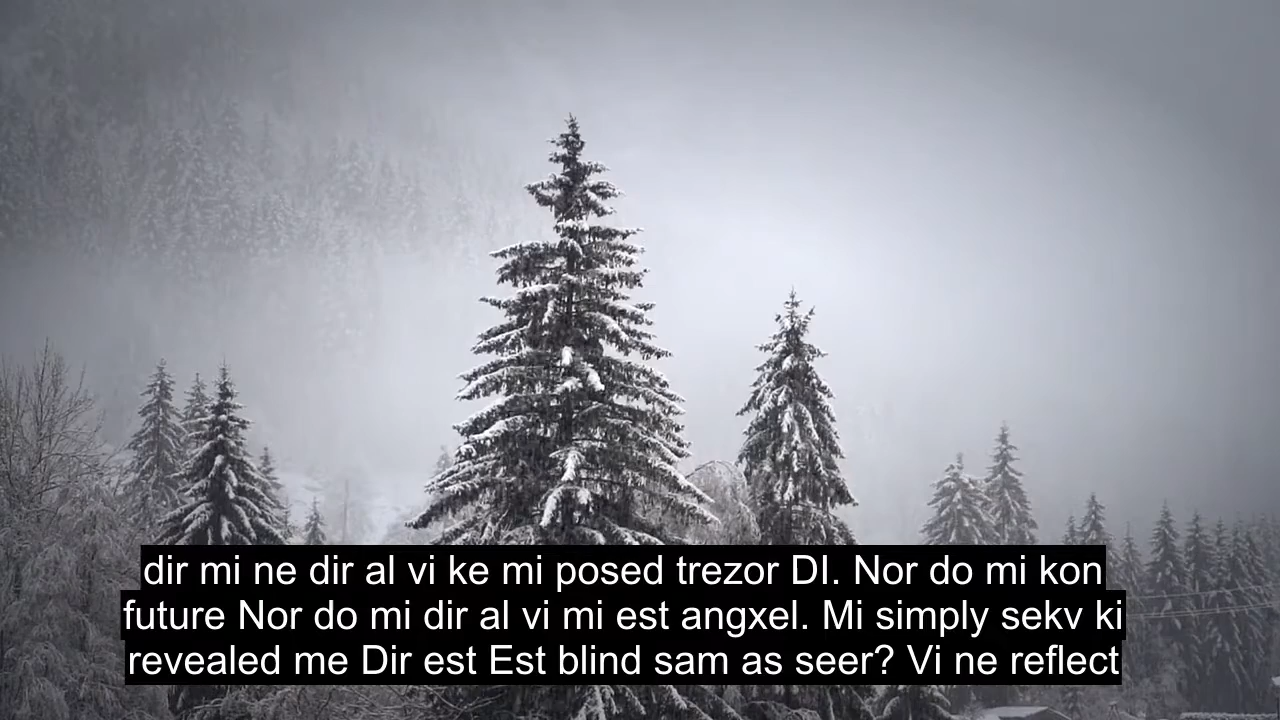 dir mi ne dir al vi ke mi posed trezor DI. Nor do mi kon
future Nor do mi dir al vi mi est angxel. Mi simply sekv ki
revealed me Dir est Est blind sam as seer? Vi ne reflect